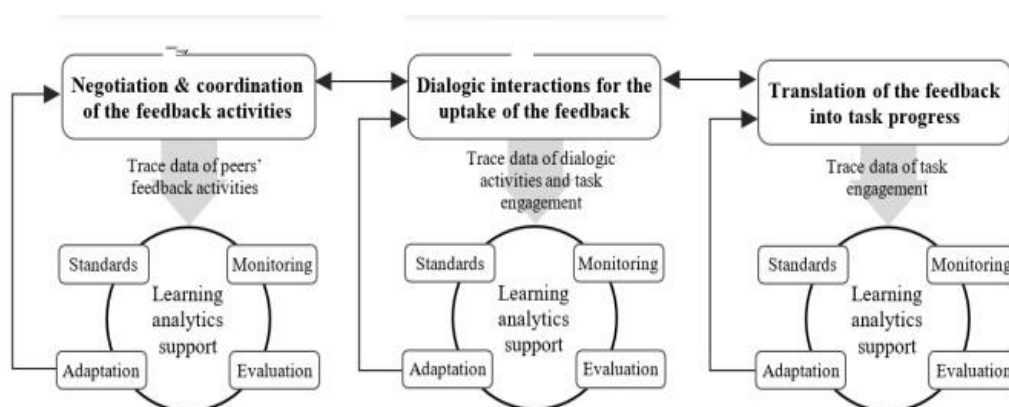 Negotiation & coordination
of the feedback activities
Trace data of peers'
feedback activities
Standards
Monitoring
Learning
analytics
support
Adaptation
Evaluation
Dialogic interactions for the
uptake of the feedback
Trace data of dialogic
activities and task
engagement
Standards
Monitoring
Learning
analytics
support
Adaptation
Evaluation
Translation of the feedback
into task progress
Trace data of task
engagement
Standards
Monitoring
Learning
analytics
support
Adaptation
Evaluation